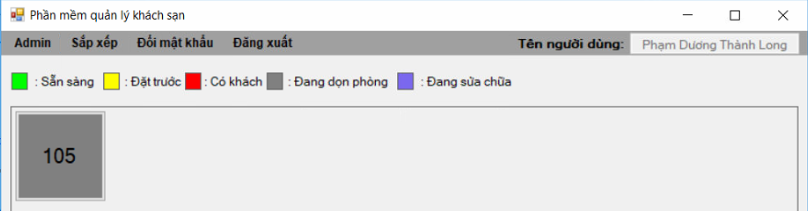 Phần mềm quản lý khách sạn
Admin Sắp xếp Đổi mật khẩu Đăng xuất Tên người dùng: Phạm Dương Thành Long
: Sẵn sàng : Đặt trước : Có khách : Đang dọn phòng : Đang sửa chữa
105